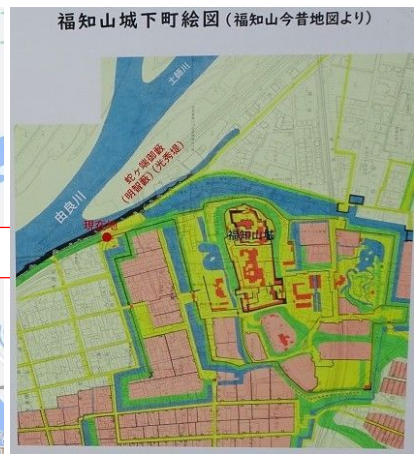 福知山城下町絵図(福知山今昔地図より)
土師川
蛇ヶ端御藪
(明智藪)(光秀堤)
由良川
現在地
福知山城